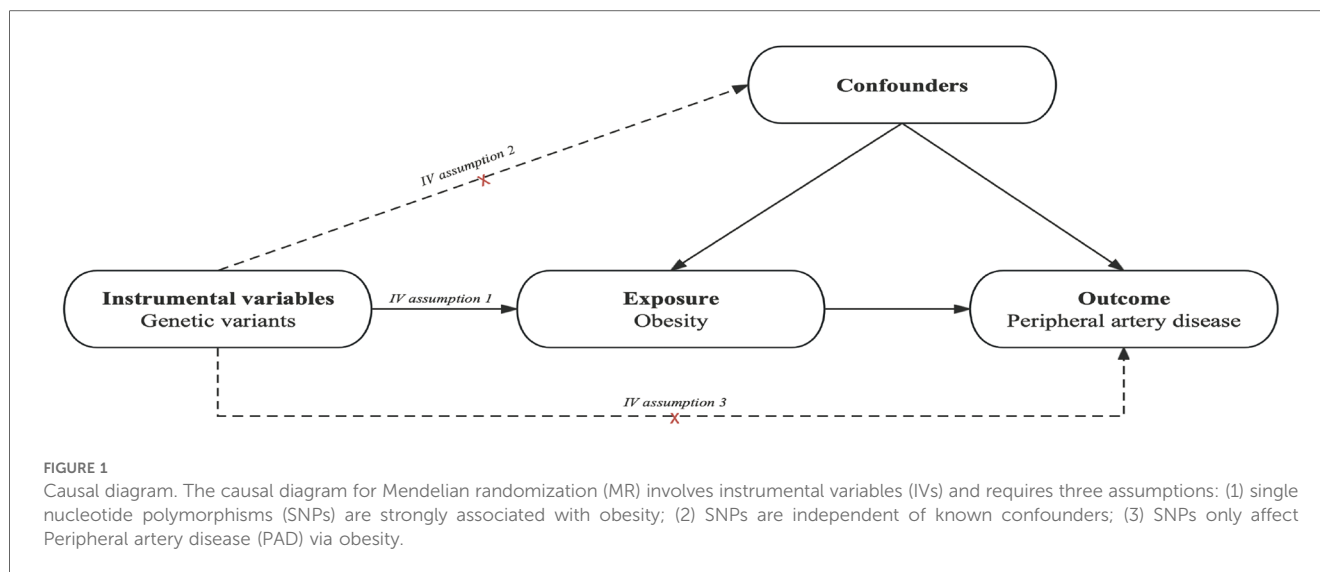 Confounders
IV assumption 2
X
Instrumental variables
Genetic variants
IV assumption 1
Exposure
Obesity
Outcome
Peripheral artery disease
IV assumption 3
X
FIGURE 1
Causal diagram. The causal diagram for Mendelian randomization (MR) involves instrumental variables (IVs) and requires three assumptions: (1) single
nucleotide polymorphisms (SNPs) are strongly associated with obesity; (2) SNPs are independent of known confounders; (3) SNPs only affect
Peripheral artery disease (PAD) via obesity.